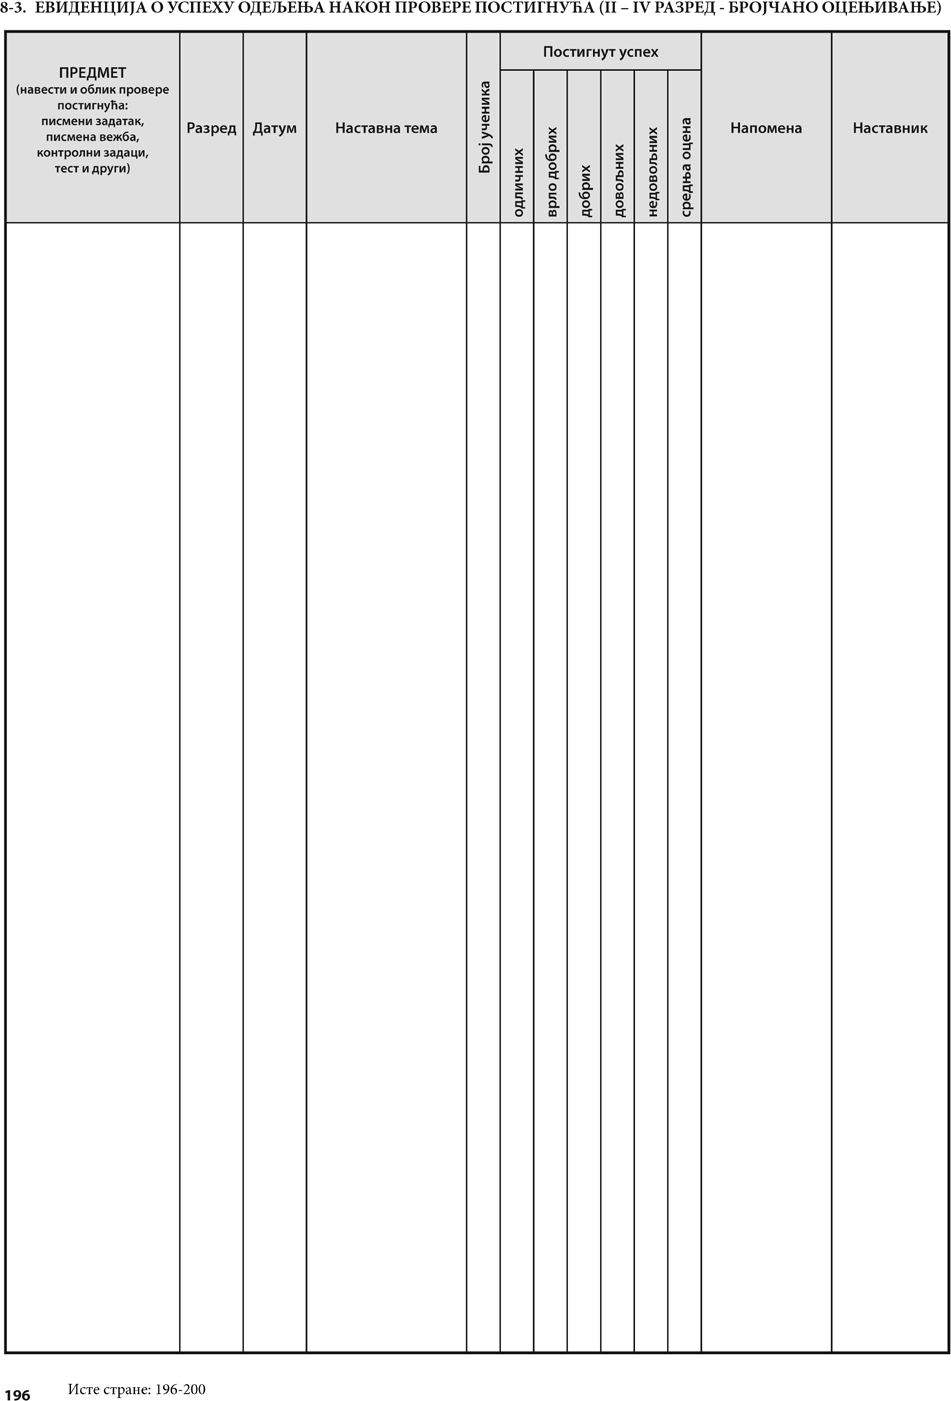 8-3. ЕВИДЕНЦИЈА О УСПЕХУ ОДЕЉЕЊА НАКОН ПРОВЕРЕ ПОСТИГНУЋА (II – IV РАЗРЕД - БРОЈЧАНО ОЦЕЊИВАЊЕ)
ПРЕДМЕТ
(навести и облик провере
постигнућа:
писмени задатак,
писмена вежба,
контролни задаци,
тест и други)
Разред
Датум
Наставна тема
Број ученика
Постигнут успех
одличних
врло добрих
добрих
довољних
недовољних
средња оцена
Напомена
Наставник
196
Исте стране: 196-200